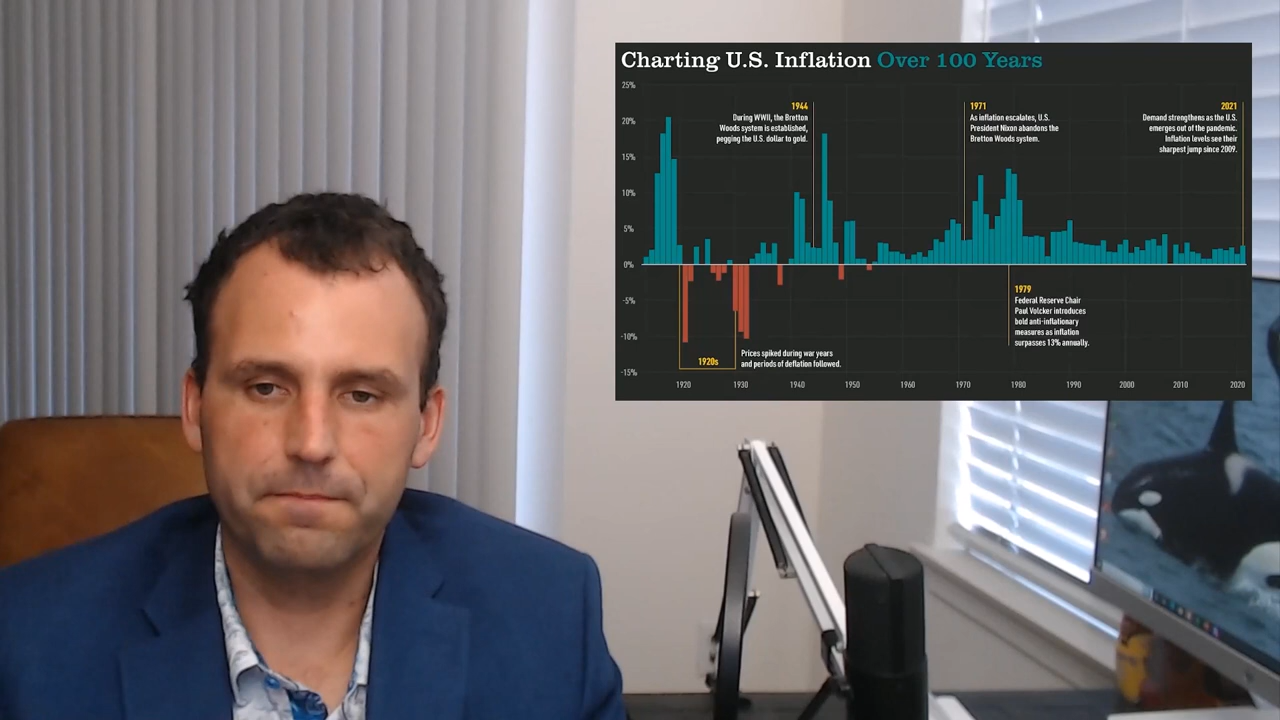 Charting U.S. Inflation Over 100 Years
25%
20%
15%
10%
5%
0%
-5%
-10%
-15%
1944
During WWII, the Bretton
Woods system is established,
pegging the U.S. dollar to gold.
1971
As inflation escalates, U.S.
President Nixon abandons the
Bretton Woods system.
2021
Demand strengthens as the U.S.
emerges out of the pandemic.
Inflation levels see their
sharpest jump since 2009.
1979
Federal Reserve Chair
Paul Volcker introduces
bold anti-inflationary
measures as inflation
surpasses 13% annually.
1920s
Prices spiked during war years
and periods of deflation followed.
1920 1930 1940 1950 1960 1970 1980 1990 2000 2010 2020